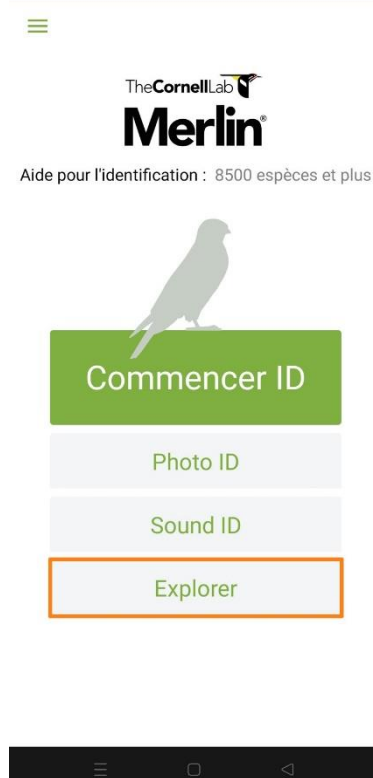 TheCornellLab
Merlin®
Aide pour l'identification : 8500 espèces et plus
Commencer ID
Photo ID
Sound ID
Explorer